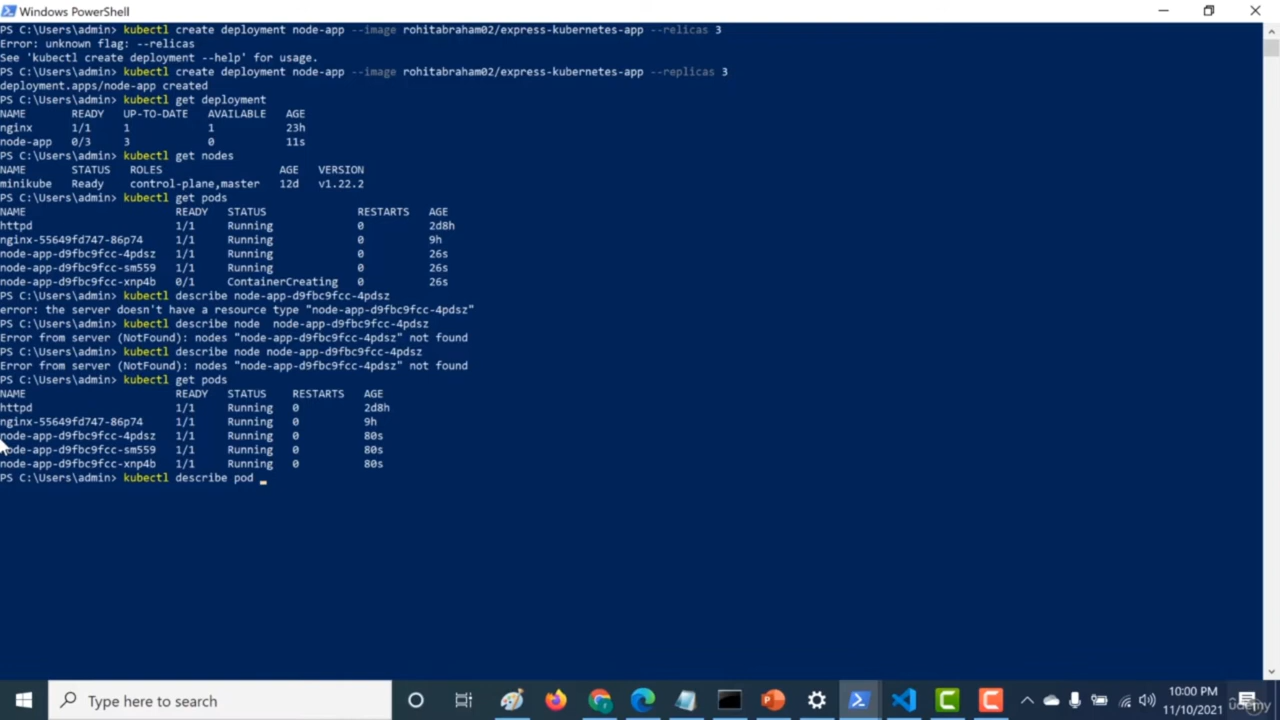 Windows PowerShell
PS C:\Users\admin> kubectl create deployment node-app --image rohitabraham02/express-kubernetes-app --relicas 3
Error: unknown flag: --relicas
See 'kubectl create deployment --help' for usage.
PS C:\Users\admin> kubectl create deployment node-app --image rohitabraham02/express-kubernetes-app --replicas 3
deployment.apps/node-app created
PS C:\Users\admin> kubectl get deployment
NAME READY UP-TO-DATE AVAILABLE AGE
nginx 1/1 1 1 23h
node-app 0/3 3 0 11s
PS C:\Users\admin> kubectl get nodes
NAME STATUS ROLES AGE VERSION
minikube Ready control-plane,master 12d v1.22.2
PS C:\Users\admin> kubectl get pods
NAME READY STATUS RESTARTS AGE
httpd 1/1 Running 0 2d8h
nginx-55649fd747-86p74 1/1 Running 0 9h
node-app-d9fbc9fcc-4pdsz 1/1 Running 0 26s
node-app-d9fbc9fcc-sm559 1/1 Running 0 26s
node-app-d9fbc9fcc-xnp4b 0/1 ContainerCreating 0 26s
PS C:\Users\admin> kubectl describe node-app-d9fbc9fcc-4pdsz
error: the server doesn't have a resource type "node-app-d9fbc9fcc-4pdsz"
PS C:\Users\admin> kubectl describe node  node-app-d9fbc9fcc-4pdsz
Error from server (NotFound): nodes "node-app-d9fbc9fcc-4pdsz" not found
PS C:\Users\admin> kubectl describe node node-app-d9fbc9fcc-4pdsz
Error from server (NotFound): nodes "node-app-d9fbc9fcc-4pdsz" not found
PS C:\Users\admin> kubectl get pods
NAME READY STATUS RESTARTS AGE
httpd 1/1 Running 0 2d8h
nginx-55649fd747-86p74 1/1 Running 0 9h
node-app-d9fbc9fcc-4pdsz 1/1 Running 0 80s
node-app-d9fbc9fcc-sm559 1/1 Running 0 80s
node-app-d9fbc9fcc-xnp4b 1/1 Running 0 80s
PS C:\Users\admin> kubectl describe pod
Type here to search
10:00 PM
11/10/2021
Udemy